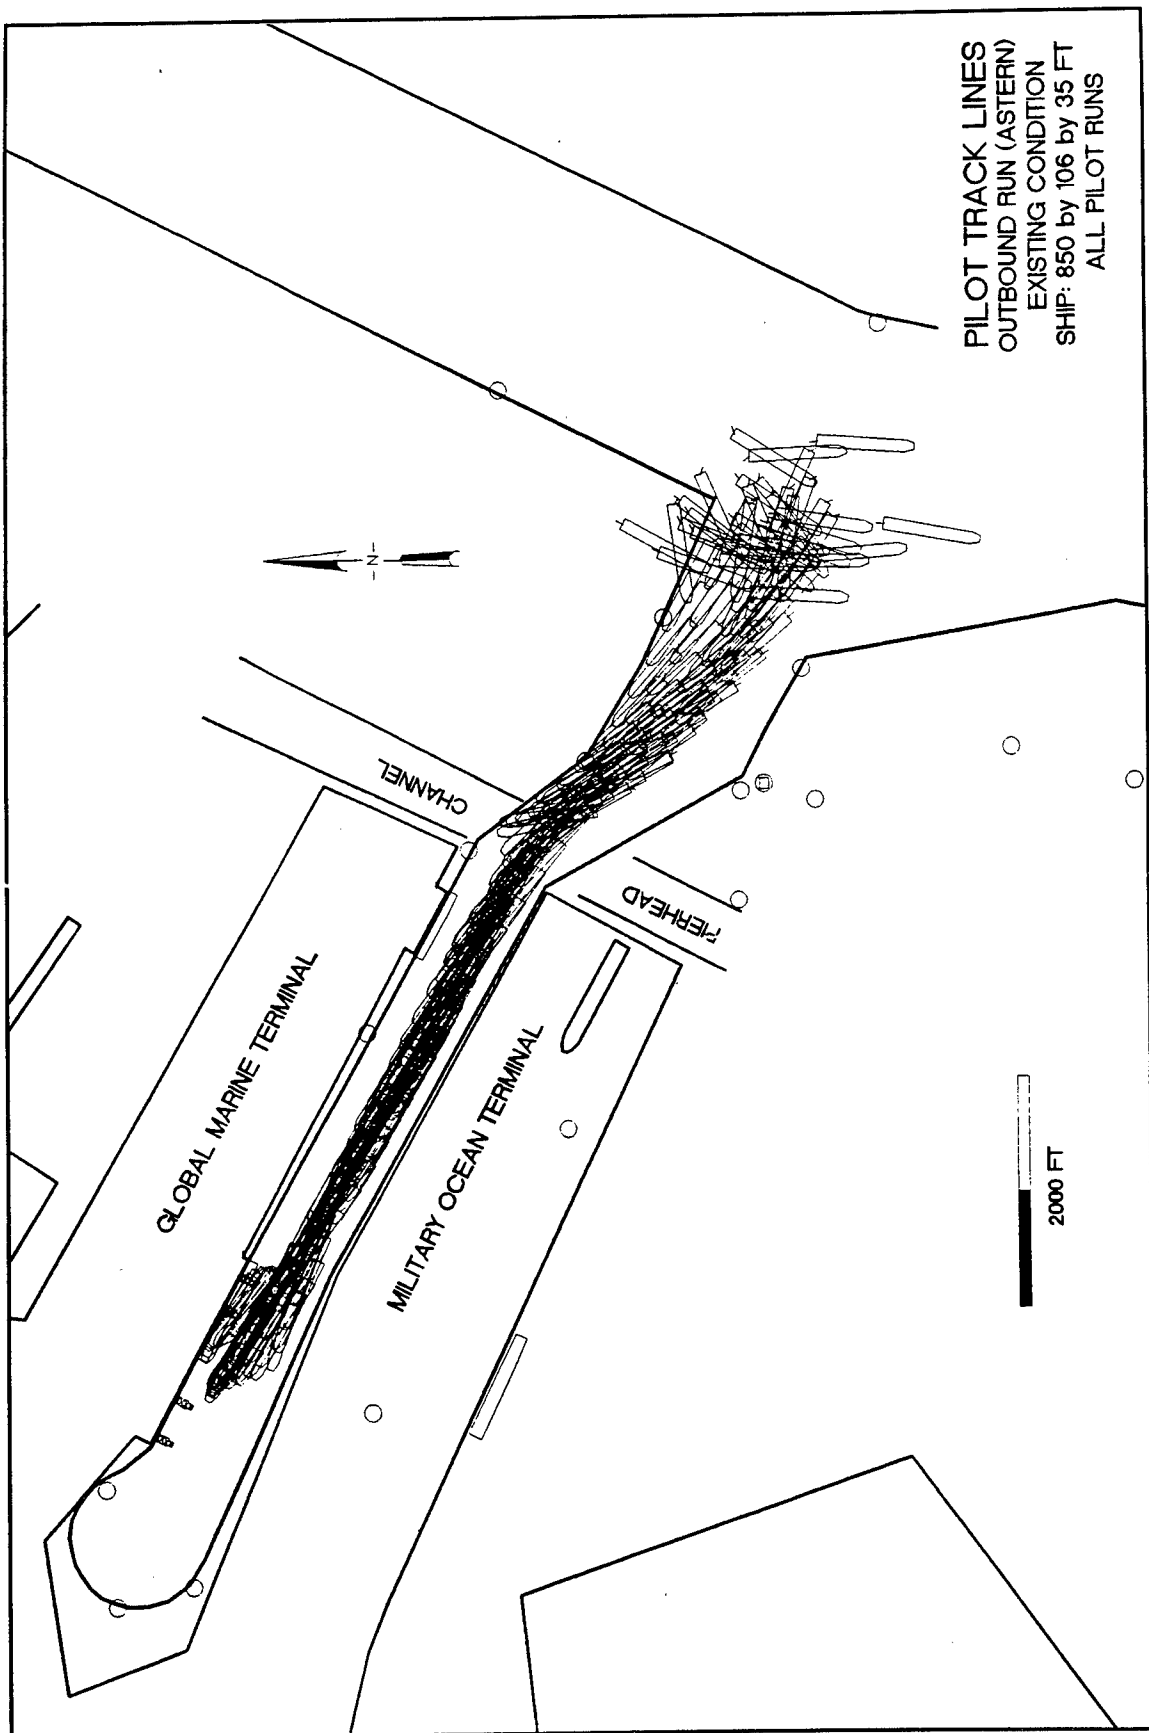 PILOT TRACK LINES
OUTBOUND RUN (ASTERN)
EXISTING CONDITION
SHIP: 850 by 106 by 35 FT
ALL PILOT RUNS
N
CHANNEL
PIERHEAD
GLOBAL MARINE TERMINAL
MILITARY OCEAN TERMINAL
2000 FT